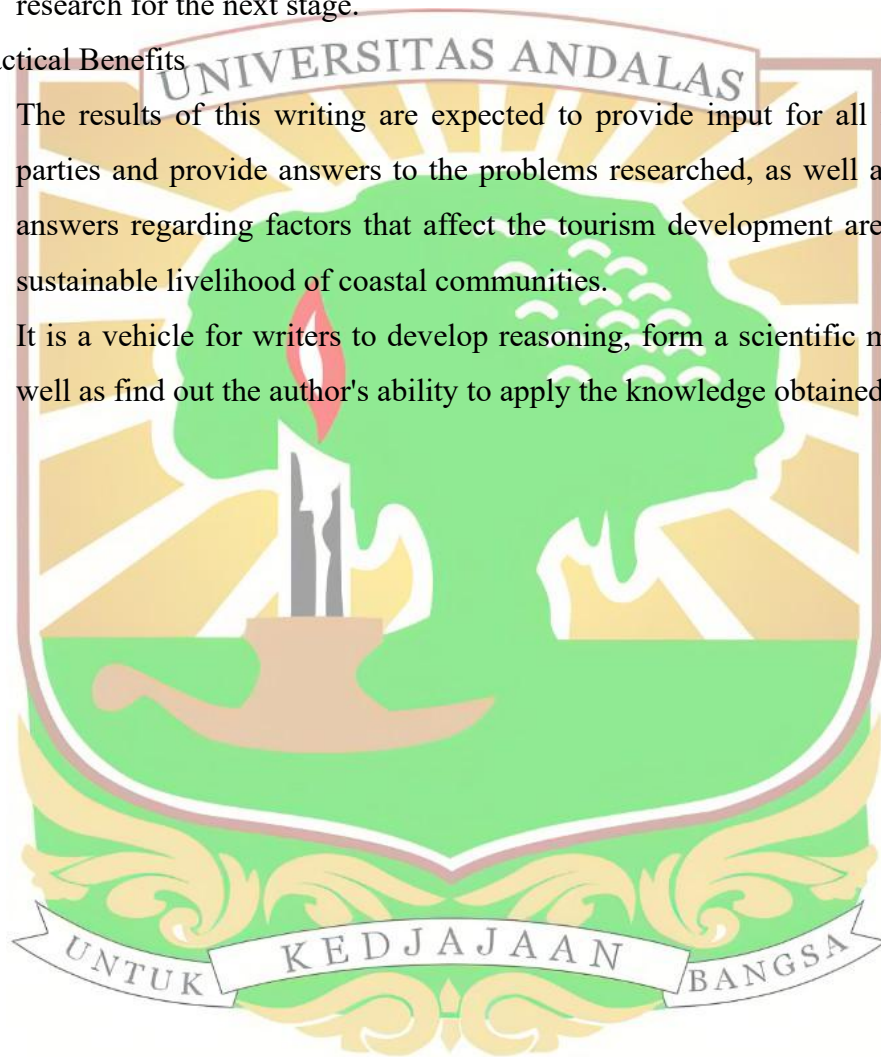 research for the next stage.
actical Benefits
UNIVERSITAS ANDALAS
The results of this writing are expected to provide input for all
parties and provide answers to the problems researched, as well a
answers regarding factors that affect the tourism development are
sustainable livelihood of coastal communities.
It is a vehicle for writers to develop reasoning, form a scientific m
well as find out the author's ability to apply the knowledge obtained
UNTUK KEDJAJAAN BANGSA